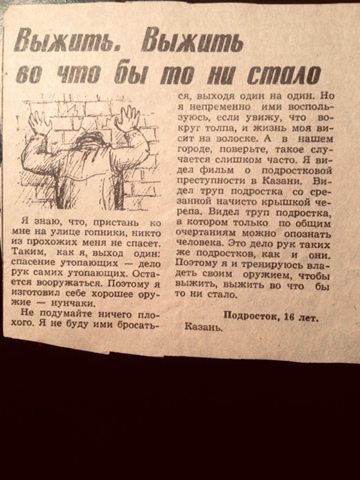 Выжить. Выжить
во что бы то ни стало
Я знаю, что, пристань ко
мне на улице гопники, никто
из прохожих меня не спасет.
Таким, как я, выход один:
спасение утопающих — дело
рук самих утопающих. Оста-
ется вооружаться. Поэтому я
изготовил себе хорошее ору-
жие — нунчаки.
Не подумайте ничего пло-
хого. Я не буду ими бросать-
ся, выходя один на один. Но
я непременно ими восполь-
зуюсь, если увижу, что во-
круг толпа, и жизнь моя ви-
сит на волоске. А в нашем
городе, поверьте, такое слу-
чается слишком часто. Я ви-
дел фильм о подростковой
преступности в Казани. Ви-
дел труп подростка со сре-
занной начисто крышкой че-
репа. Видел труп подростка,
в котором только по общим
очертаниям можно опознать
человека. Это дело рук таких
же подростков, как и они.
Поэтому я и тренируюсь вла-
деть своим оружием, чтобы
выжить, выжить во что бы
то ни стало.
Подросток, 16 лет.
Казань.